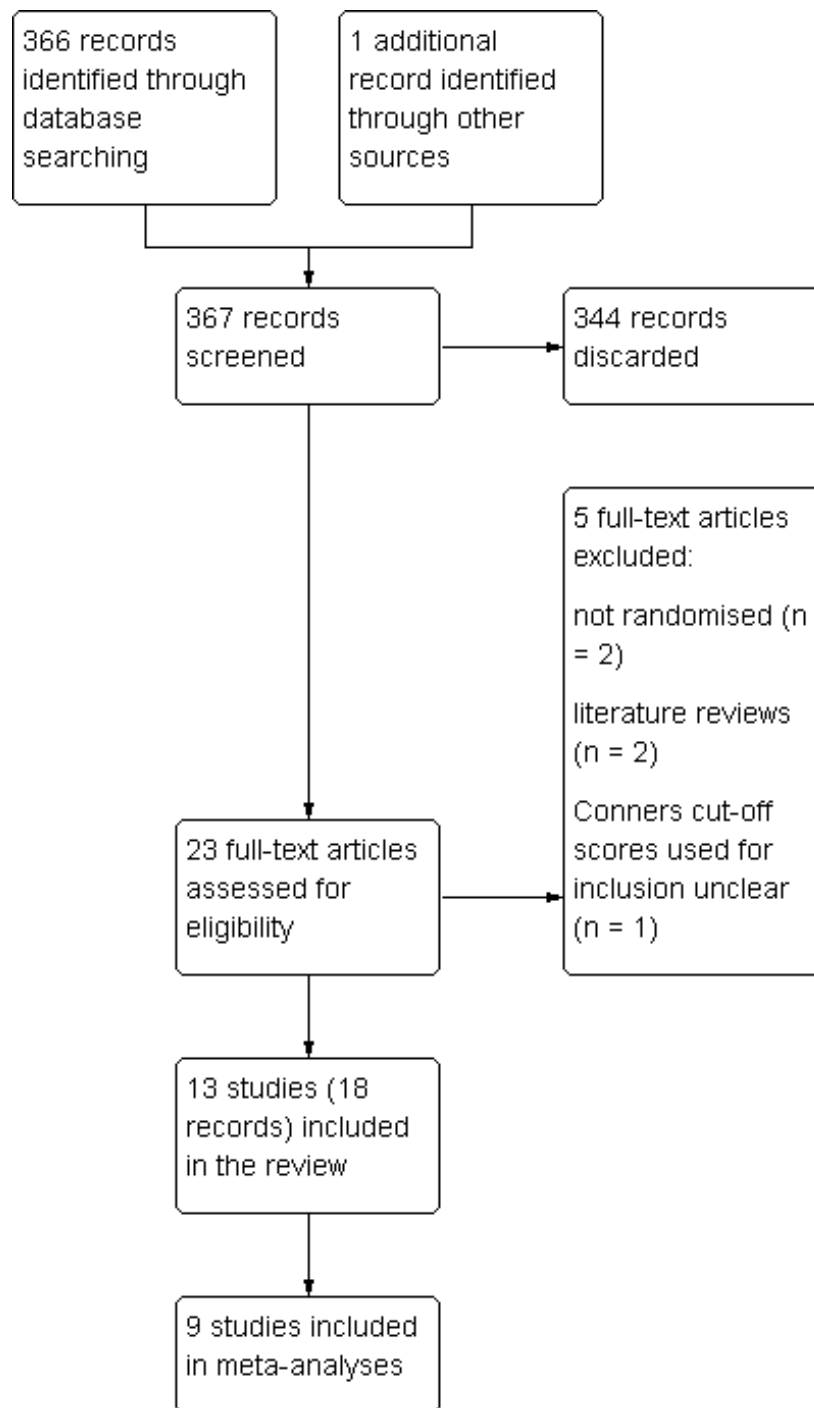 366 records
identified through
database
searching
1 additional
record identified
through other
sources
367 records
screened
344 records
discarded
5 full-text articles
excluded:
not randomised (n
= 2)
literature reviews
(n = 2)
Conners cut-off
scores used for
inclusion unclear
(n = 1)
23 full-text articles
assessed for
eligibility
13 studies (18
records) included
in the review
9 studies included
in meta-analyses